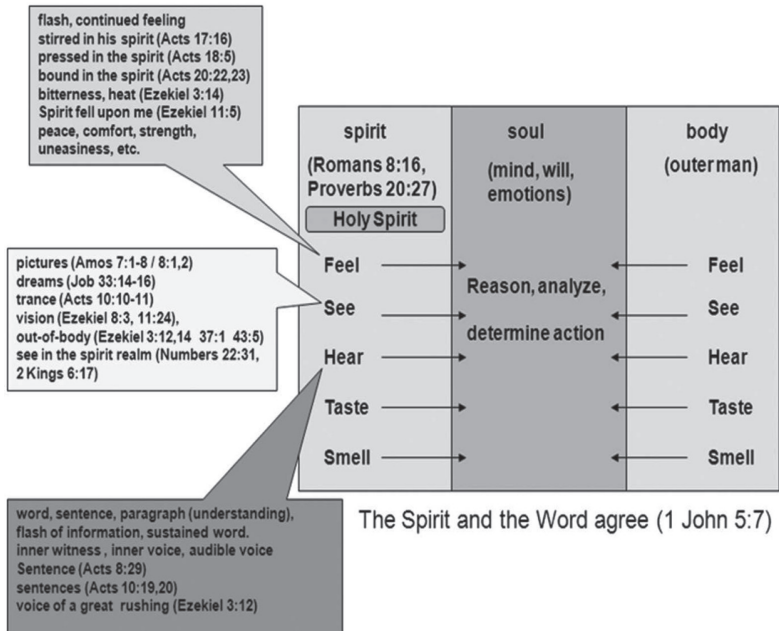 flash, continued feeling
stirred in his spirit (Acts 17:16)
pressed in the spirit (Acts 18:5)
bound in the spirit (Acts 20:22,23)
bitterness, heat (Ezekiel 3:14)
Spirit fell upon me (Ezekiel 11:5)
peace, comfort, strength,
uneasiness, etc.
spirit
(Romans 8:16,
Proverbs 20:27)
Holy Spirit
soul
(mind, will,
emotions)
body
(outer man)
pictures (Amos 7:1-8 / 8:1,2)
dreams (Job 33:14-16)
trance (Acts 10:10-11)
vision (Ezekiel 8:3, 11:24),
out-of-body (Ezekiel 3:12,14 37:1 43:5)
see in the spirit realm (Numbers 22:31,
2 Kings 6:17)
Feel
See
Hear
Taste
Smell
Reason, analyze,
determine action
Feel
See
Hear
Taste
Smell
word, sentence, paragraph (understanding),
flash of information, sustained word.
inner witness , inner voice, audible voice
Sentence (Acts 8:29)
sentences (Acts 10:19,20)
voice of a great rushing (Ezekiel 3:12)
The Spirit and the Word agree (1 John 5:7)